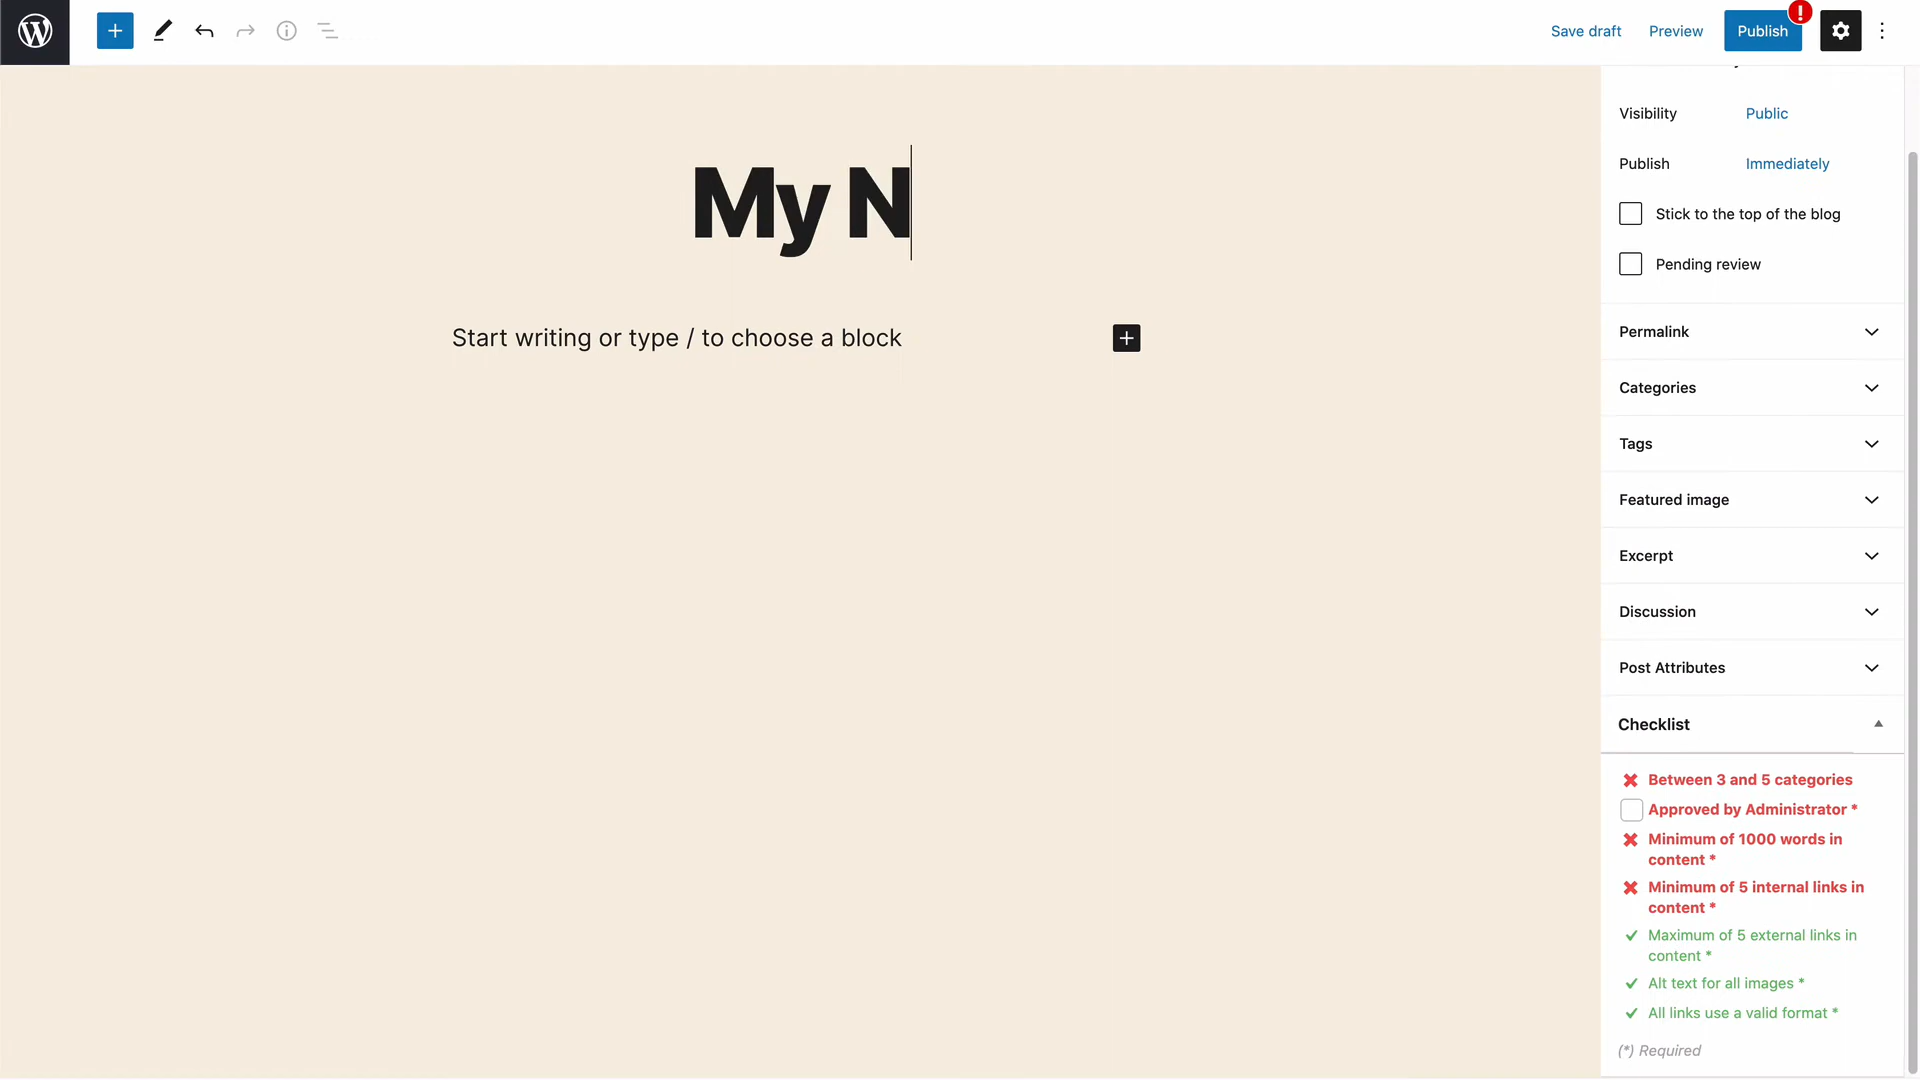 Save draft
Preview
Publish
!
Visibility
Public
Publish
Immediately
Stick to the top of the blog
Pending review
My N
Start writing or type / to choose a block
Permalink
Categories
Tags
Featured image
Excerpt
Discussion
Post Attributes
Checklist
Between 3 and 5 categories
Approved by Administrator *
Minimum of 1000 words in
content *
Minimum of 5 internal links in
content *
Maximum of 5 external links in
content *
Alt text for all images *
All links use a valid format *
(*) Required